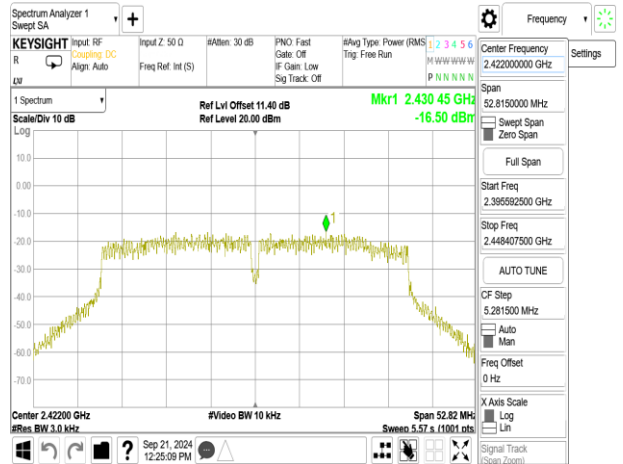 Spectrum Analyzer 1
Swept SA
+
Frequency
KEYSIGHT
Input: RF
Coupling: DC
Align: Auto
R
Input Z: 50 Ω
Freq Ref: Int (S)
#Atten: 30 dB
PNO: Fast
Gate: Off
IF Gain: Low
Sig Track: Off
#Avg Type: Power (RMS
Trig: Free Run
1 2 3 4 5 6
M W W W W W
P N N N N N
Center Frequency
2.422000000 GHz
Settings
Span
52.8150000 MHz
Swept Span
Zero Span
Full Span
Start Freq
2.395592500 GHz
Stop Freq
2.448407500 GHz
AUTO TUNE
CF Step
5.281500 MHz
Auto
Man
Freq Offset
0 Hz
X Axis Scale
Log
Lin
Signal Track
(Span Zoom)
1 Spectrum
Scale/Div 10 dB
Log
Ref Lvl Offset 11.40 dB
Ref Level 20.00 dBm
Mkr1 2.430 45 GHz
-16.50 dBm
10.0
0.00
-10.0
-20.0
-30.0
-40.0
-50.0
-60.0
-70.0
1
Center 2.42200 GHz
#Res BW 3.0 kHz
#Video BW 10 kHz
Span 52.82 MHz
Sweep 5.57 s (1001 pts
?
Sep 21, 2024
12:25:09 PM